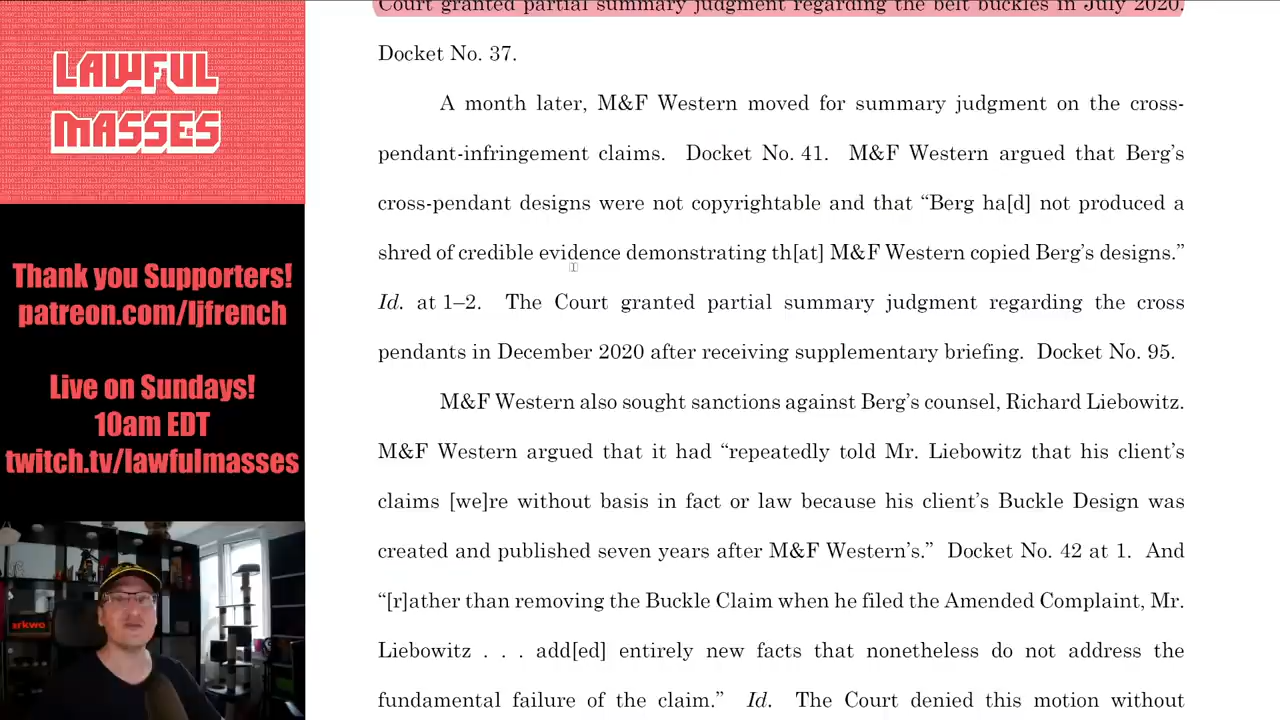 LAWFUL
MASSES
Thank you Supporters!
patreon.com/ljfrench
Live on Sundays!
10am EDT
twitch.tv/lawfulmasses
Court granted partial summary judgment regarding the belt buckles in July 2020.
Docket No. 37.
A month later, M&F Western moved for summary judgment on the cross-
pendant-infringement claims. Docket No. 41. M&F Western argued that Berg’s
cross-pendant designs were not copyrightable and that “Berg ha[d] not produced a
shred of credible evidence demonstrating th[at] M&F Western copied Berg’s designs.”
Id. at 1–2. The Court granted partial summary judgment regarding the cross
pendants in December 2020 after receiving supplementary briefing. Docket No. 95.
M&F Western also sought sanctions against Berg’s counsel, Richard Liebowitz.
M&F Western argued that it had “repeatedly told Mr. Liebowitz that his client’s
claims [we]re without basis in fact or law because his client’s Buckle Design was
created and published seven years after M&F Western’s.” Docket No. 42 at 1. And
“[r]ather than removing the Buckle Claim when he filed the Amended Complaint, Mr.
Liebowitz . . . add[ed] entirely new facts that nonetheless do not address the
fundamental failure of the claim.” Id. The Court denied this motion without